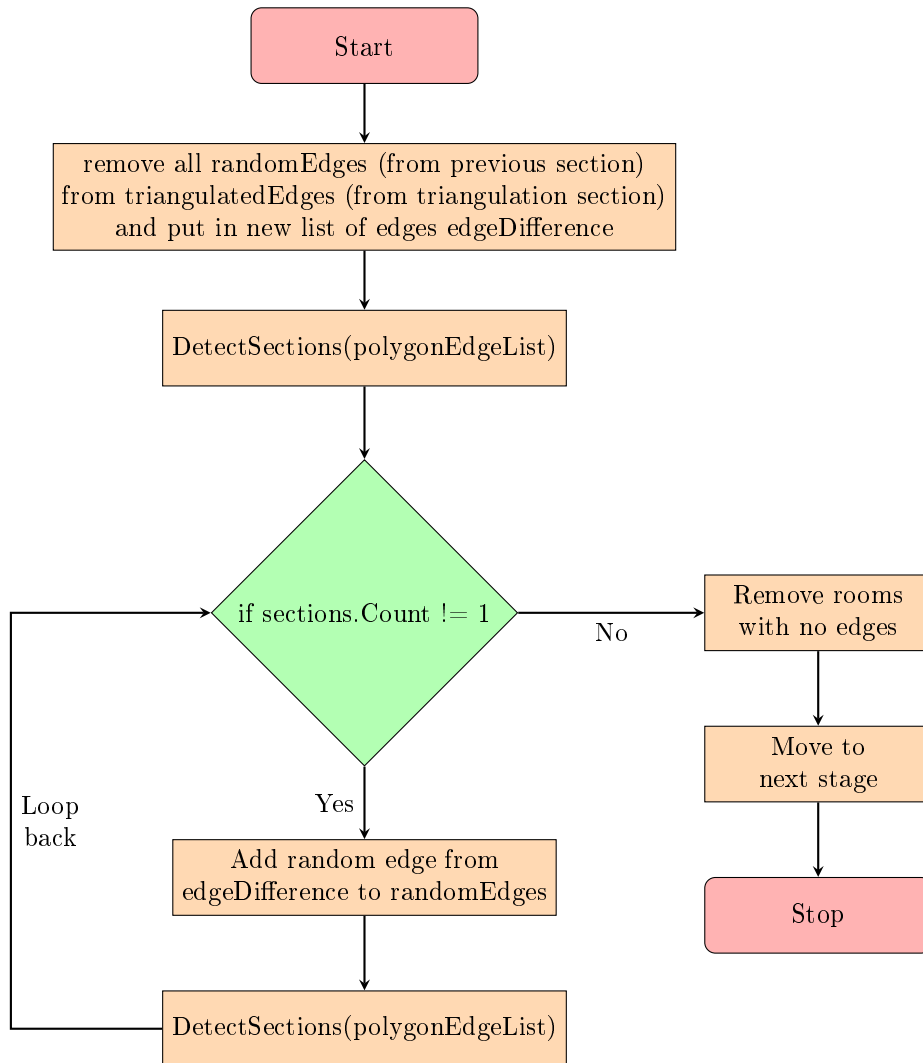 Start
remove all randomEdges (from previous section)
from triangulatedEdges (from triangulation section)
and put in new list of edges edgeDifference
DetectSections(polygonEdgeList)
if sections.Count != 1
No
Remove rooms
with no edges
Move to
next stage
Stop
Yes
Loop
back
Add random edge from
edgeDifference to randomEdges
DetectSections(polygonEdgeList)